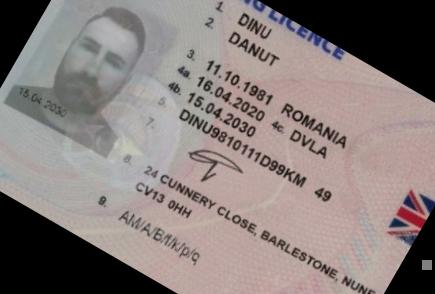 NG LICENCE
1. DINU
2. DANUT
3. 11.10.1981 ROMANIA
4a. 16.04.2020 4c. DVLA
4b. 15.04.2030
5. DINU9810111D99KM 49
7.
8. 24 CUNNERY CLOSE, BARLESTONE, NUNE
CV13 0HH
9. AM/A/B/f/k/p/q
15.04.2030